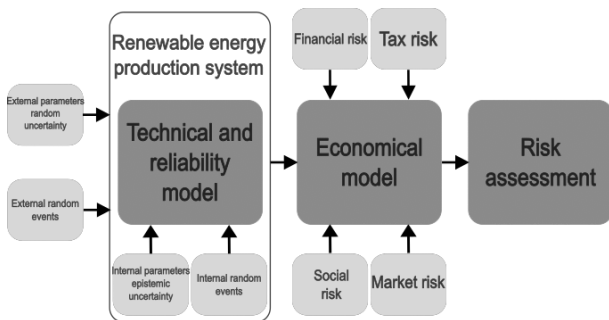 Renewable energy
production system
Financial risk
Tax risk
External parameters
random
uncertainty
Technical and
reliability
model
Economical
model
Risk
assessment
External random
events
Internal parameters
epistemic
uncertainty
Internal random
events
Social
risk
Market risk